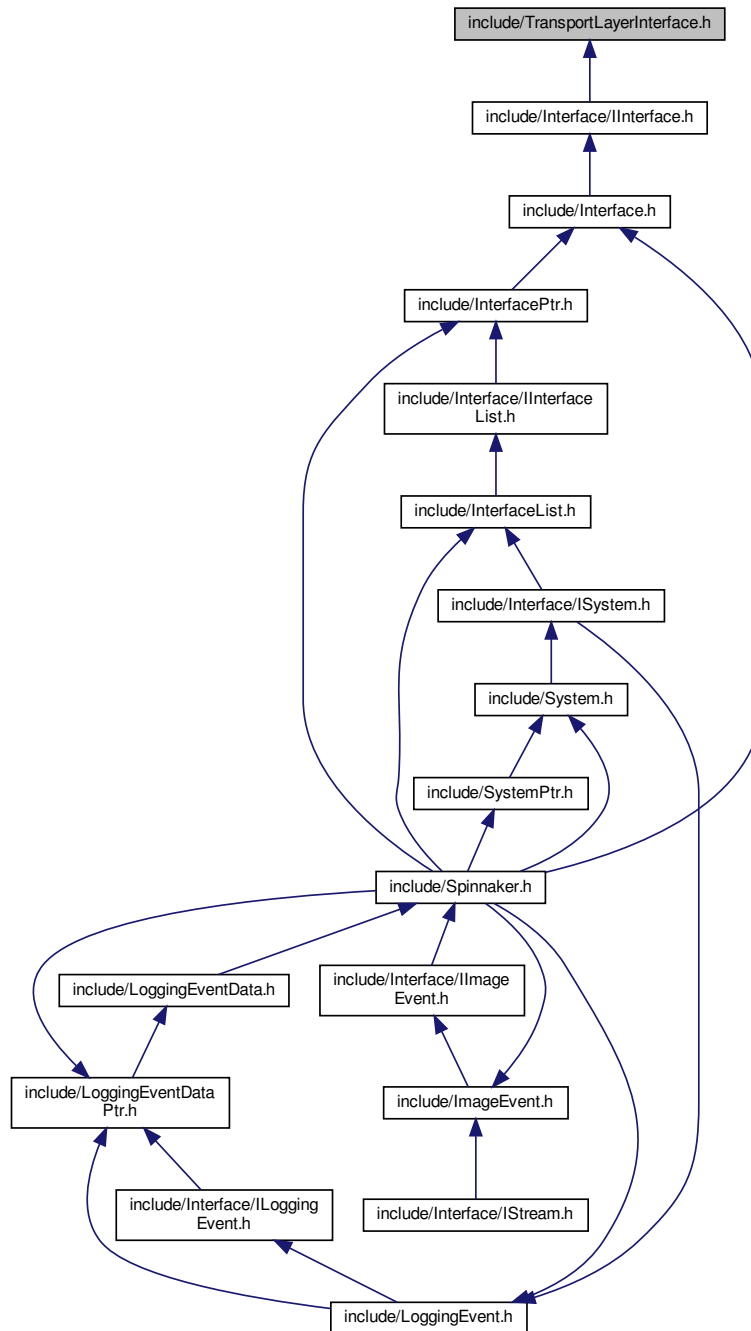 include/TransportLayerInterface.h
include/Interface/IInterface.h
include/Interface.h
include/InterfacePtr.h
include/Interface/IInterface
List.h
include/InterfaceList.h
include/Interface/ISystem.h
include/System.h
include/SystemPtr.h
include/Spinnaker.h
include/LoggingEventData.h
include/Interface/IImage
Event.h
include/LoggingEventData
Ptr.h
include/ImageEvent.h
include/Interface/ILogging
Event.h
include/Interface/IStream.h
include/LoggingEvent.h